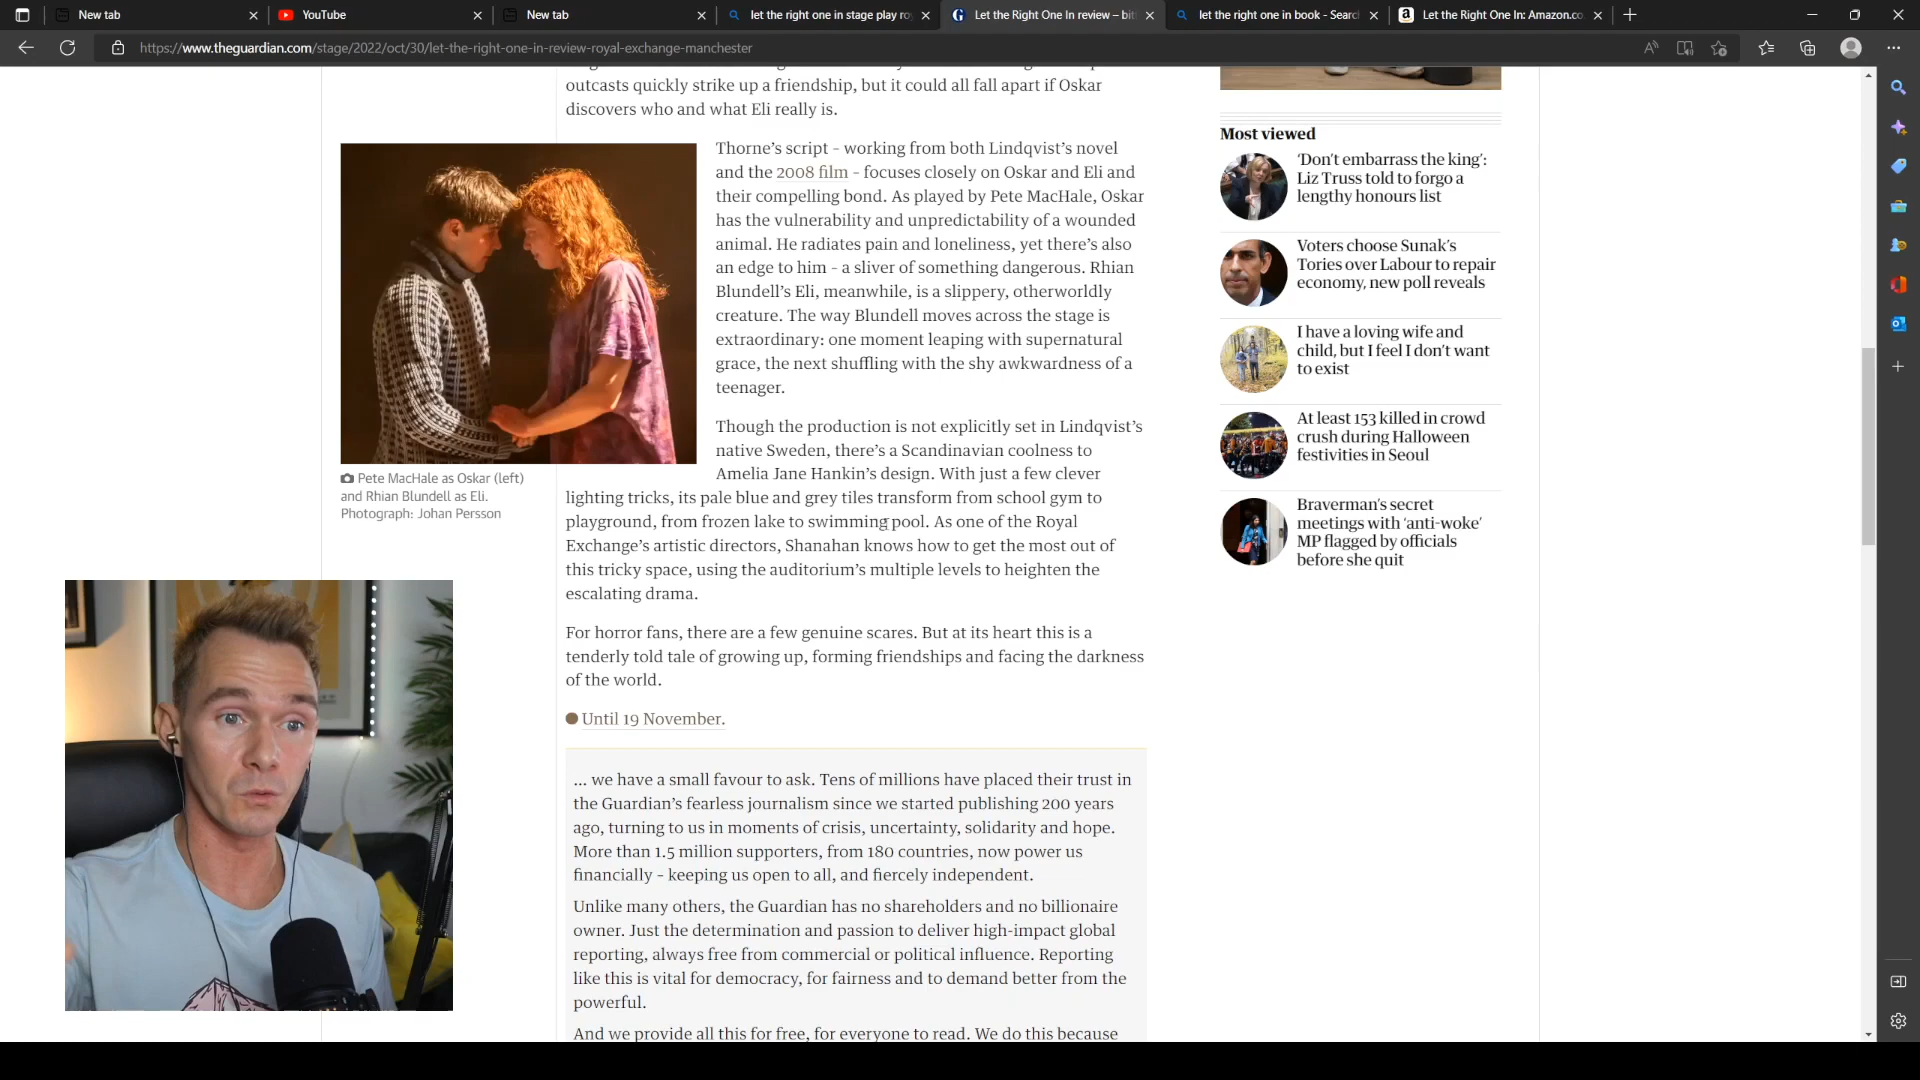 New tab
YouTube
New tab
let the right one in stage play ro
Let the Right One In review – bit
let the right one in book - Searc
Let the Right One In: Amazon.co.
https://www.theguardian.com/stage/2022/oct/30/let-the-right-one-in-review-royal-exchange-manchester
outcasts quickly strike up a friendship, but it could all fall apart if Oskar
discovers who and what Eli really is.
Thorne’s script – working from both Lindqvist’s novel
and the 2008 film – focuses closely on Oskar and Eli and
their compelling bond. As played by Pete MacHale, Oskar
has the vulnerability and unpredictability of a wounded
animal. He radiates pain and loneliness, yet there’s also
an edge to him – a sliver of something dangerous. Rhian
Blundell’s Eli, meanwhile, is a slippery, otherworldly
creature. The way Blundell moves across the stage is
extraordinary: one moment leaping with supernatural
grace, the next shuffling with the shy awkwardness of a
teenager.
Pete MacHale as Oskar (left)
and Rhian Blundell as Eli.
Photograph: Johan Persson
Though the production is not explicitly set in Lindqvist’s
native Sweden, there’s a Scandinavian coolness to
Amelia Jane Hankin’s design. With just a few clever
lighting tricks, its pale blue and grey tiles transform from school gym to
playground, from frozen lake to swimming pool. As one of the Royal
Exchange’s artistic directors, Shanahan knows how to get the most out of
this tricky space, using the auditorium’s multiple levels to heighten the
escalating drama.
For horror fans, there are a few genuine scares. But at its heart this is a
tenderly told tale of growing up, forming friendships and facing the darkness
of the world.
Until 19 November.
... we have a small favour to ask. Tens of millions have placed their trust in
the Guardian’s fearless journalism since we started publishing 200 years
ago, turning to us in moments of crisis, uncertainty, solidarity and hope.
More than 1.5 million supporters, from 180 countries, now power us
financially – keeping us open to all, and fiercely independent.
Unlike many others, the Guardian has no shareholders and no billionaire
owner. Just the determination and passion to deliver high-impact global
reporting, always free from commercial or political influence. Reporting
like this is vital for democracy, for fairness and to demand better from the
powerful.
And we provide all this for free, for everyone to read. We do this because
Most viewed
‘Don’t embarrass the king’:
Liz Truss told to forgo a
lengthy honours list
Voters choose Sunak’s
Tories over Labour to repair
economy, new poll reveals
I have a loving wife and
child, but I feel I don’t want
to exist
At least 153 killed in crowd
crush during Halloween
festivities in Seoul
Braverman’s secret
meetings with ‘anti-woke’
MP flagged by officials
before she quit